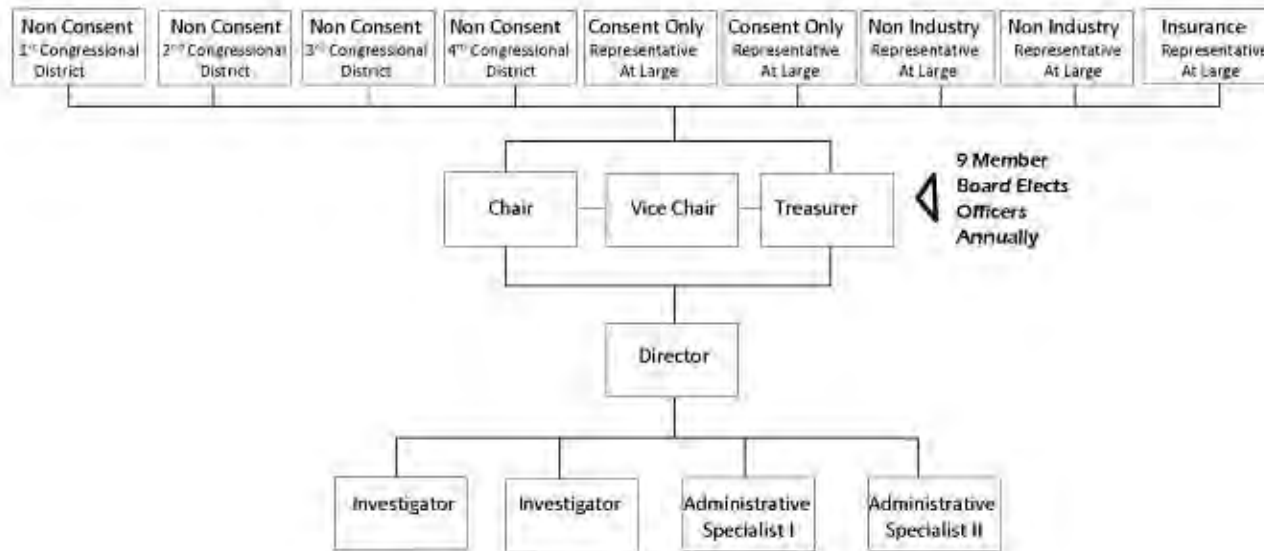 Non Consent
1st Congressional
District
Non Consent
2nd Congressional
District
Non Consent
3rd Congressional
District
Non Consent
4th Congressional
District
Consent Only
Representative
At Large
Consent Only
Representative
At Large
Non Industry
Representative
At Large
Non Industry
Representative
At Large
Insurance
Representative
At Large
Chair
Vice Chair
Treasurer
9 Member
Board Elects
Officers
Annually
Director
Investigator
Investigator
Administrative
Specialist I
Administrative
Specialist II